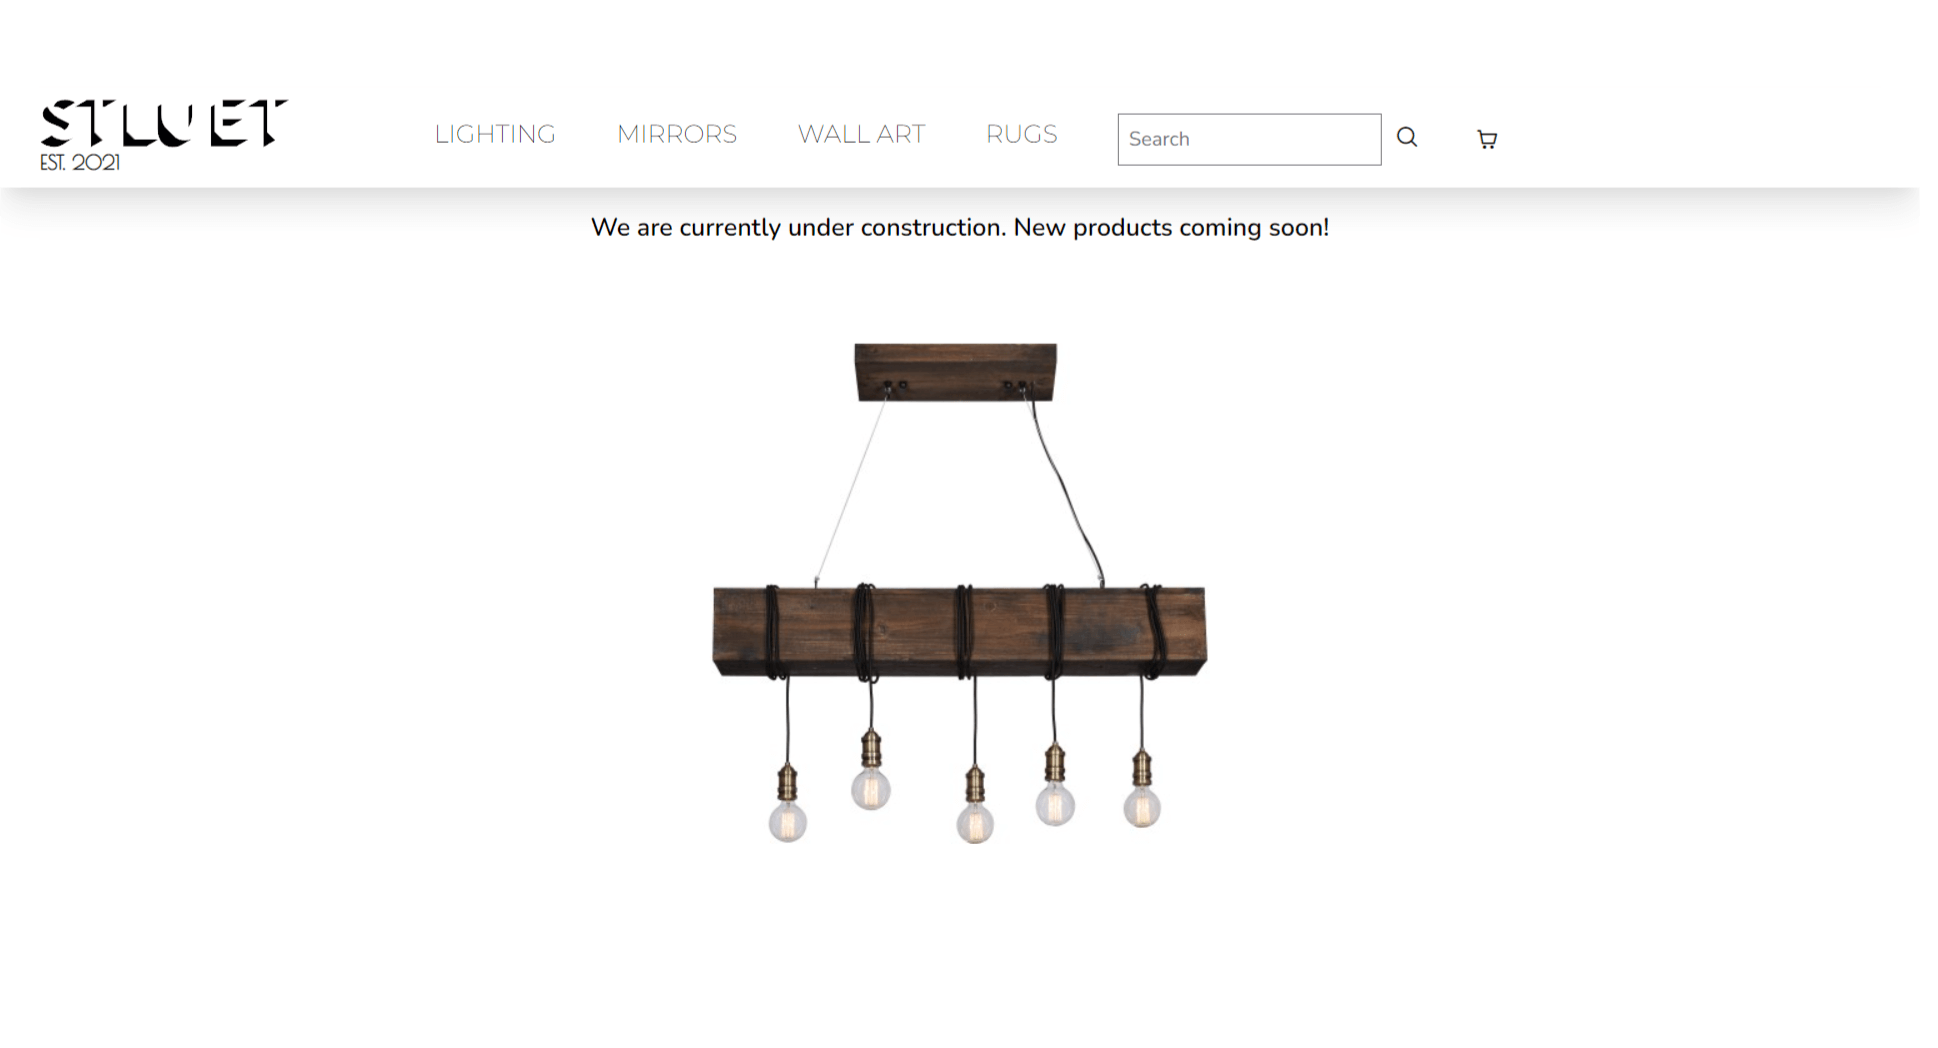 STLUET
EST. 2021
LIGHTING
MIRRORS
WALL ART
RUGS
Search
We are currently under construction. New products coming soon!